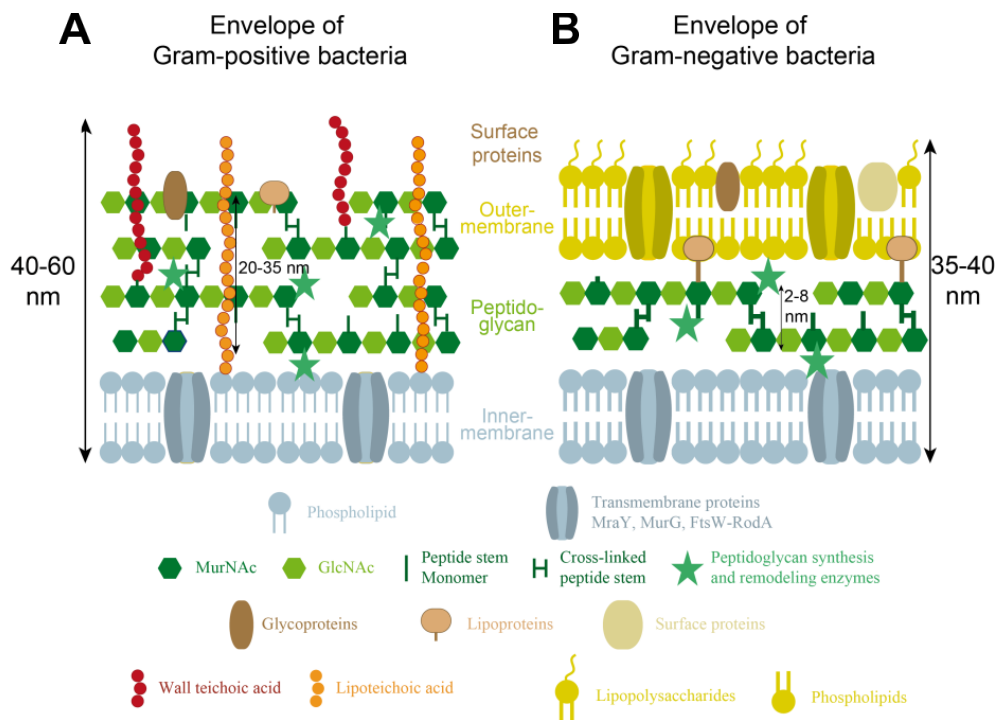 A
Envelope of
Gram-positive bacteria
B
Envelope of
Gram-negative bacteria
40-60
nm
20-35 nm
Surface
proteins
Outer-
membrane
Peptido-
glycan
Inner-
membrane
2-8
nm
35-40
nm
Phospholipid
Transmembrane proteins
MraY, MurG, FtsW-RodA
MurNAc
GlcNAc
Peptide stem
Monomer
Cross-linked
peptide stem
Peptidoglycan synthesis
and remodeling enzymes
Glycoproteins
Lipoproteins
Surface proteins
Wall teichoic acid
Lipoteichoic acid
Lipopolysaccharides
Phospholipids